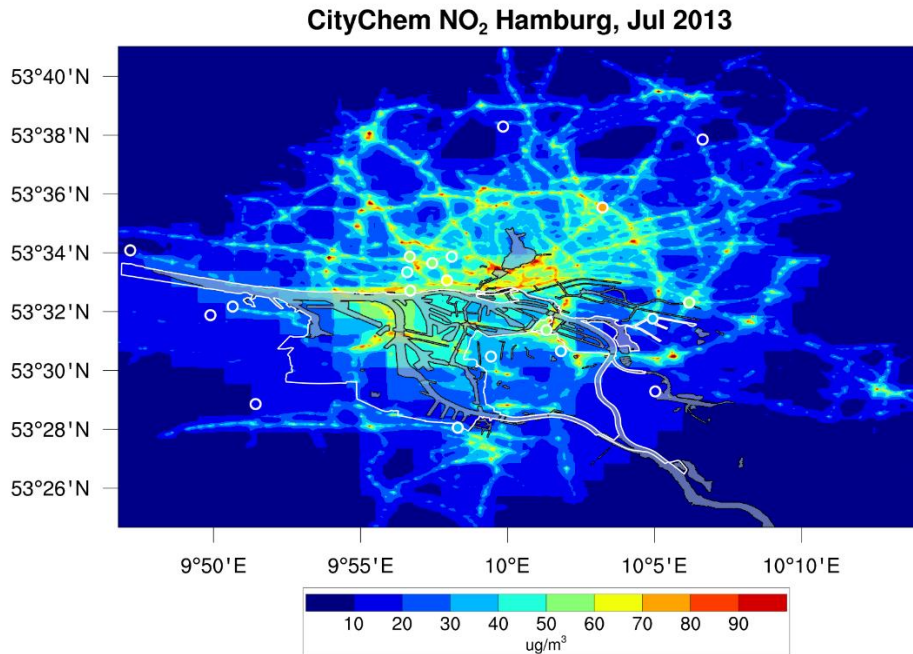 CityChem NO₂ Hamburg, Jul 2013
53°40'N
53°38'N
53°36'N
53°34'N
53°32'N
53°30'N
53°28'N
53°26'N
9°50'E 9°55'E 10°E 10°5'E 10°10'E
10 20 30 40 50 60 70 80 90
ug/m³